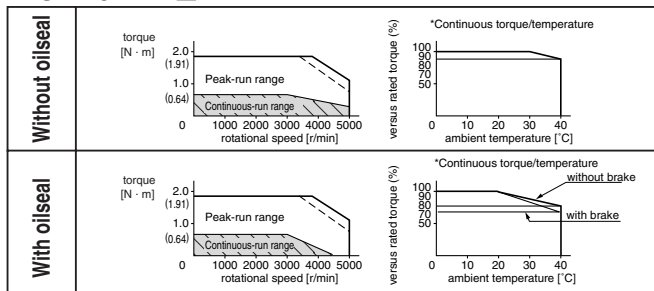 Without oilseal
torque
[N · m]
2.0
(1.91)
1.0
(0.64)
0
Peak-run range
Continuous-run range
1000 2000 3000 4000 5000
rotational speed [r/min]
*Continuous torque/temperature
versus rated torque (%)
100
90
80
70
50
0 10 20 30 40
ambient temperature [˚C]
With oilseal
torque
[N · m]
2.0
(1.91)
1.0
(0.64)
0
Peak-run range
Continuous-run range
1000 2000 3000 4000 5000
rotational speed [r/min]
*Continuous torque/temperature
without brake
versus rated torque (%)
100
90
80
70
50
with brake
0 10 20 30 40
ambient temperature [˚C]